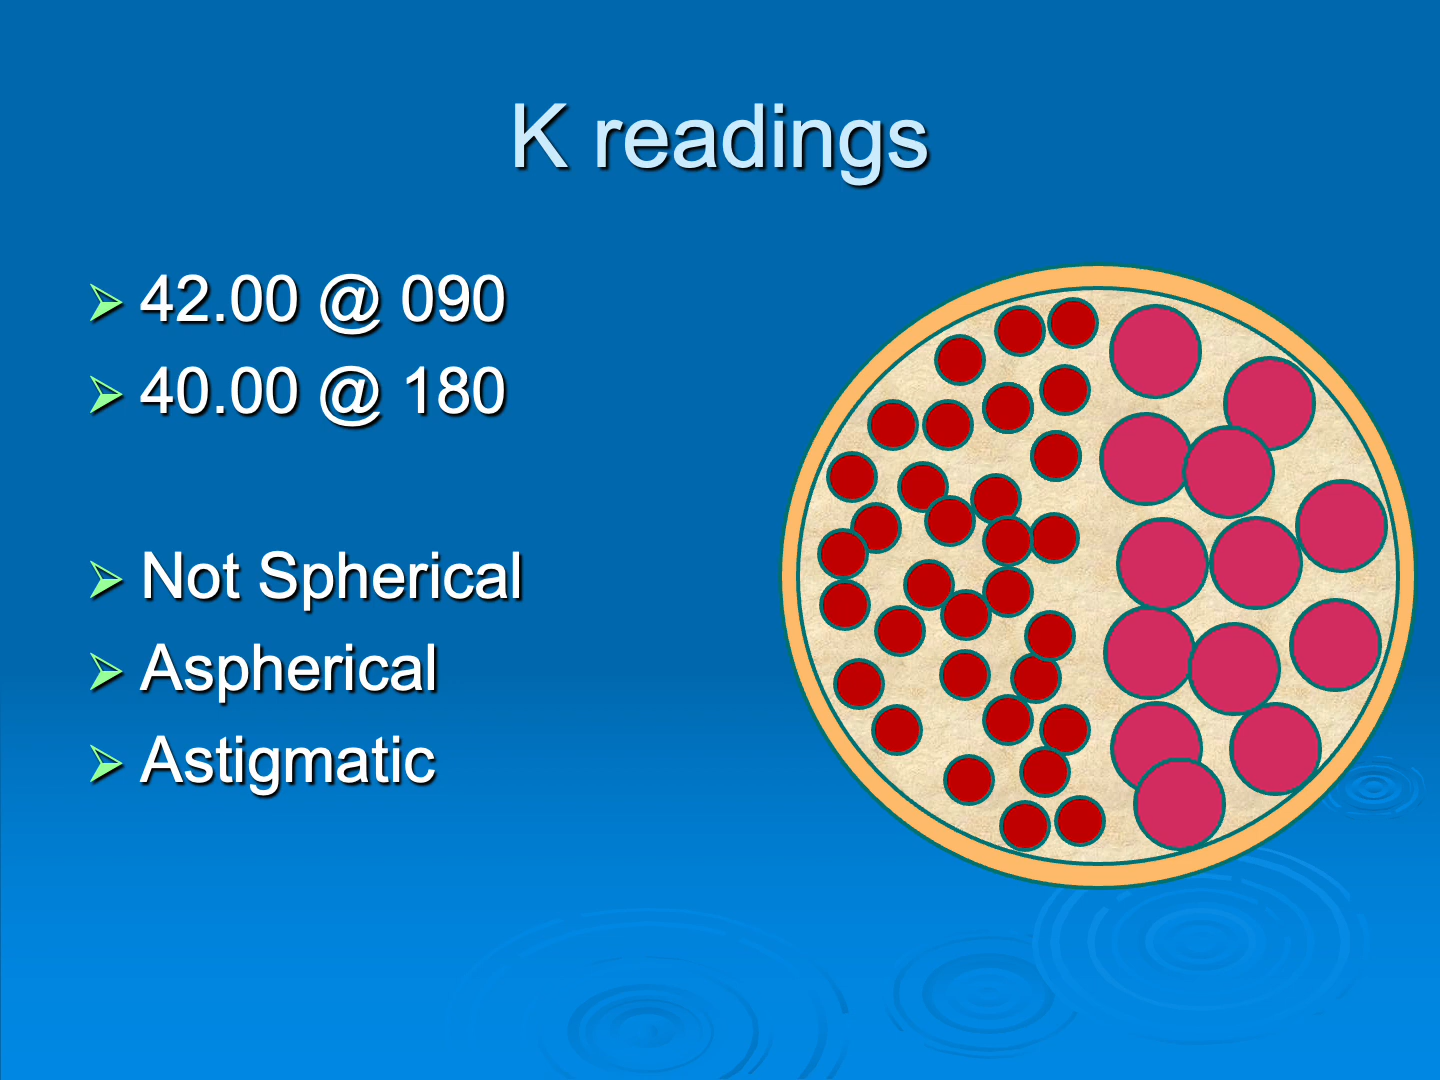 K readings
42.00 @ 090
40.00 @ 180
Not Spherical
Aspherical
Astigmatic